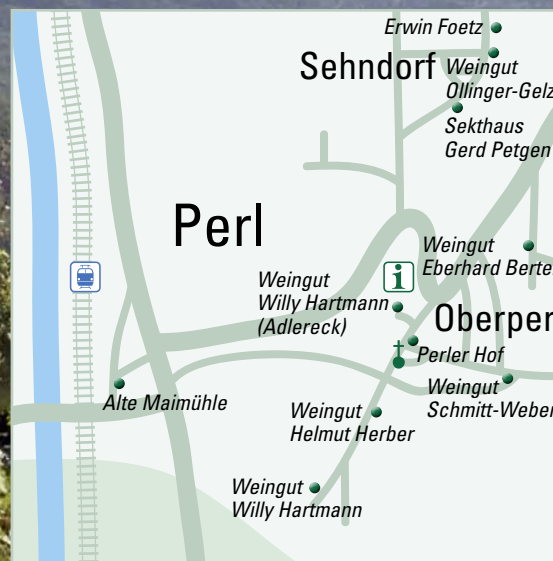 Erwin Foetz
Sehndorf
Weingut
Ollinger-Gelz
Sekthaus
Gerd Petgen
Perl
Weingut
Eberhard Berte
Weingut
Willy Hartmann
(Adlereck)
i
Oberper
Perler Hof
Alte Maimühle
Weingut
Schmitt-Weber
Weingut
Helmut Herber
Weingut
Willy Hartmann